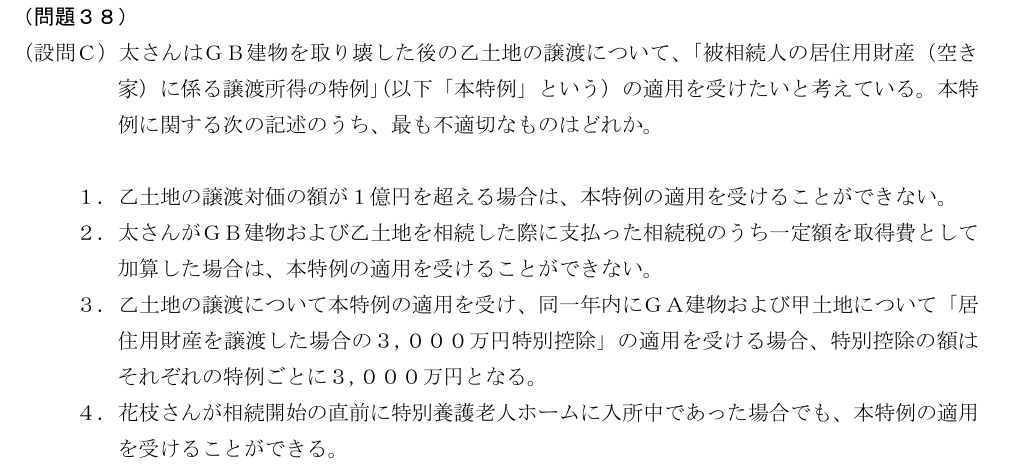 (問題３８)
(設問Ｃ) 太さんはＧＢ建物を取り壊した後の乙土地の譲渡について、「被相続人の居住用財産（空き
家）に係る譲渡所得の特例」(以下「本特例」という）の適用を受けたいと考えている。本特
例に関する次の記述のうち、最も不適切なものはどれか。
１．乙土地の譲渡対価の額が１億円を超える場合は、本特例の適用を受けることができない。
２．太さんがＧＢ建物および乙土地を相続した際に支払った相続税のうち一定額を取得費として
加算した場合は、本特例の適用を受けることができない。
３．乙土地の譲渡について本特例の適用を受け、同一年内にＧＡ建物および甲土地について「居
住用財産を譲渡した場合の３,０００万円特別控除」の適用を受ける場合、特別控除の額は
それぞれの特例ごとに３,０００万円となる。
４．花枝さんが相続開始の直前に特別養護老人ホームに入所中であった場合でも、本特例の適用
を受けることができる。